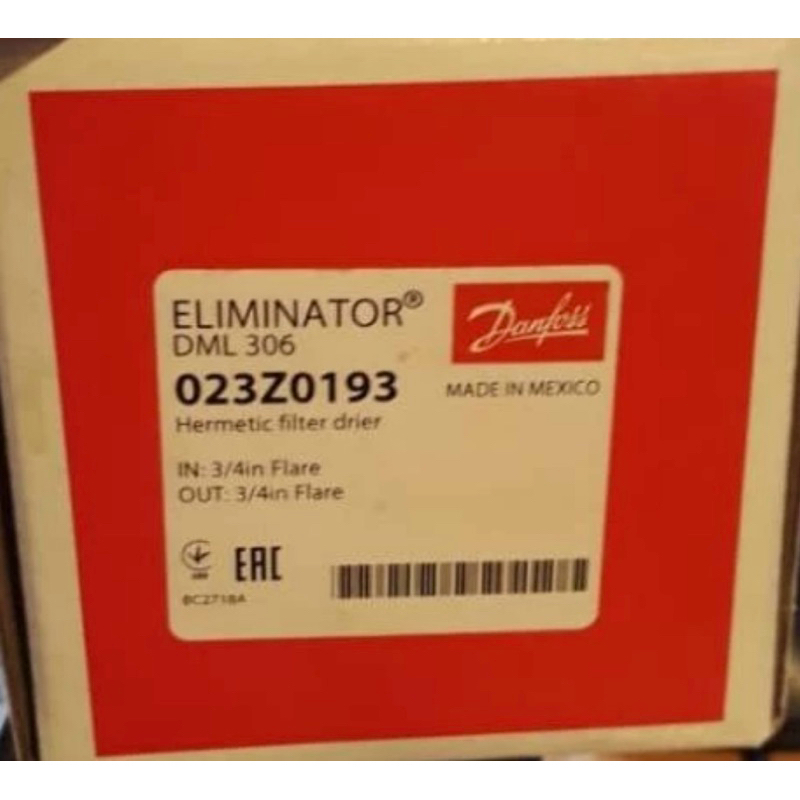 ELIMINATOR®
DML 306
023Z0193
Hermetic filter drier
Danfoss
MADE IN MEXICO
IN: 3/4in Flare
OUT: 3/4in Flare
EAC